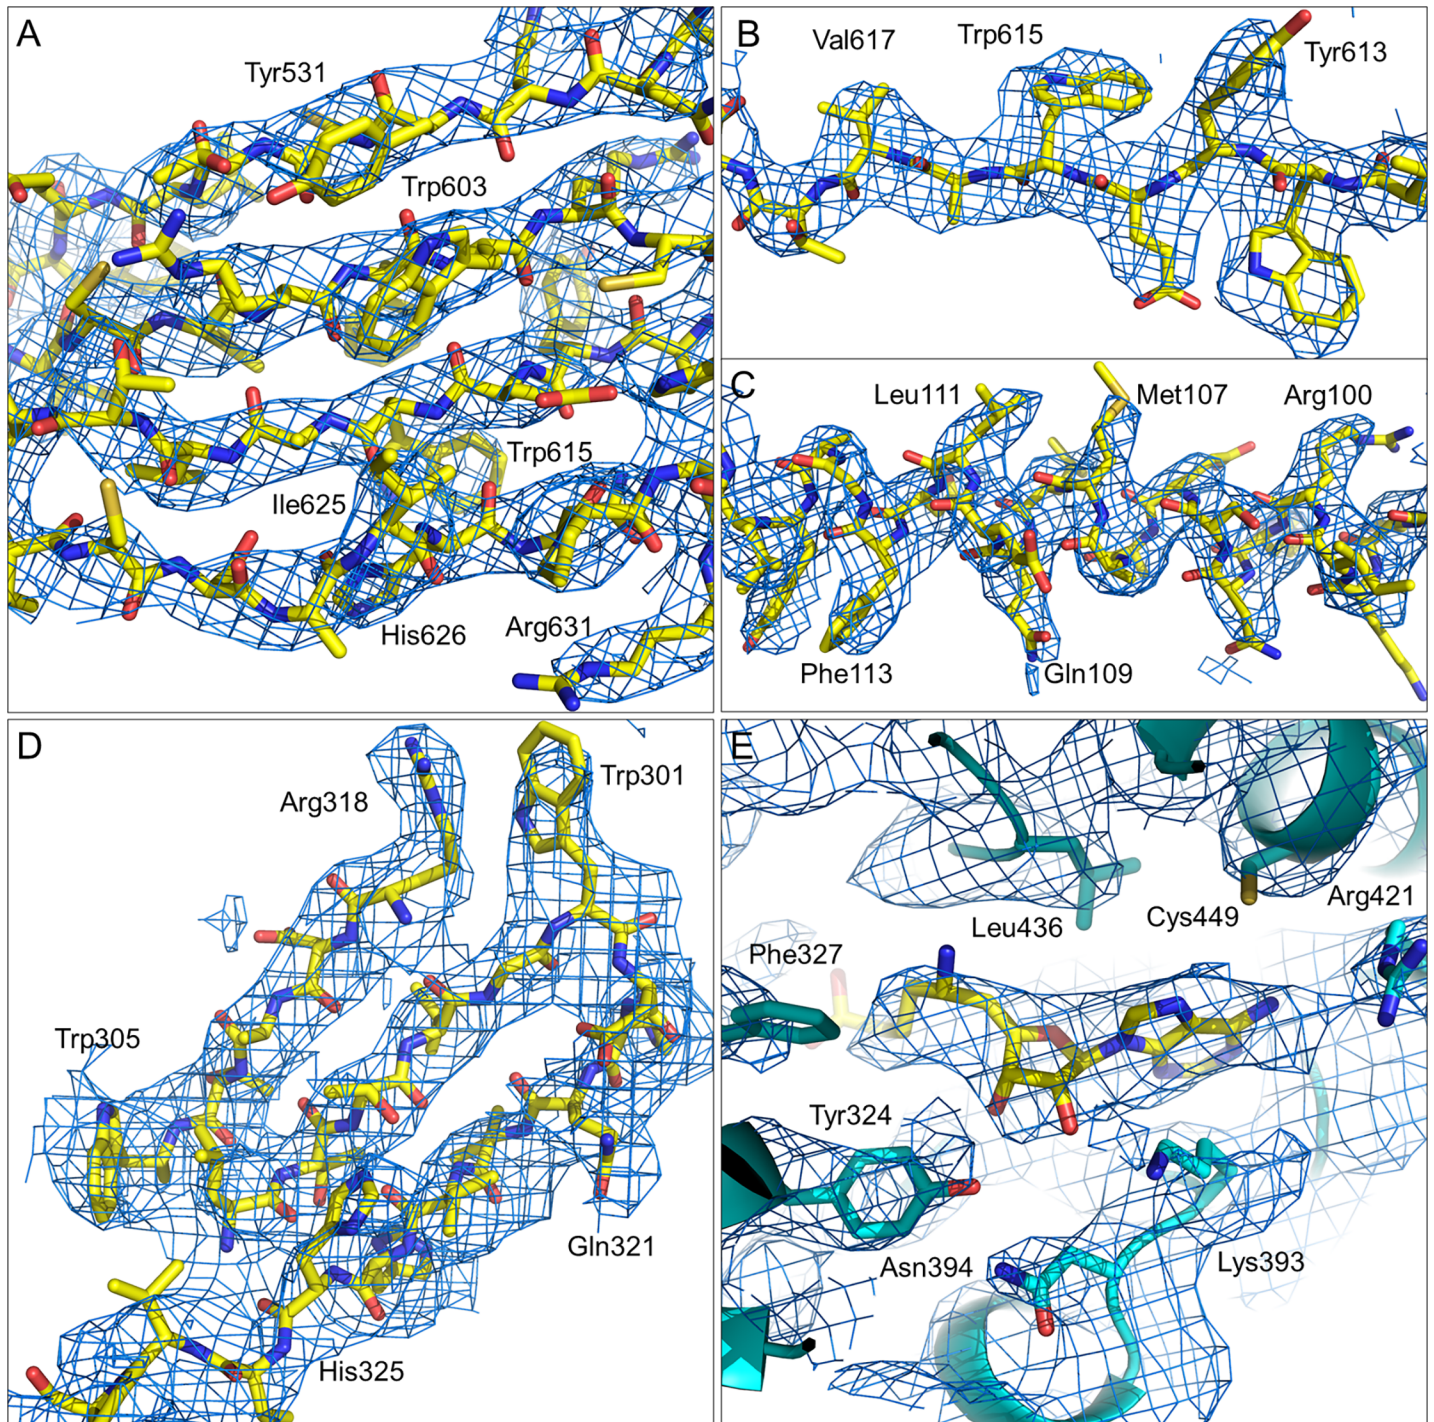 A
Tyr531
Trp603
Trp615
Ile625
His626
Arg631
B
Val617
Trp615
Tyr613
C
Leu111
Met107
Arg100
Phe113
Gln109
D
Arg318
Trp301
Trp305
Gln321
His325
E
Leu436
Cys449
Arg421
Phe327
Tyr324
Asn394
Lys393